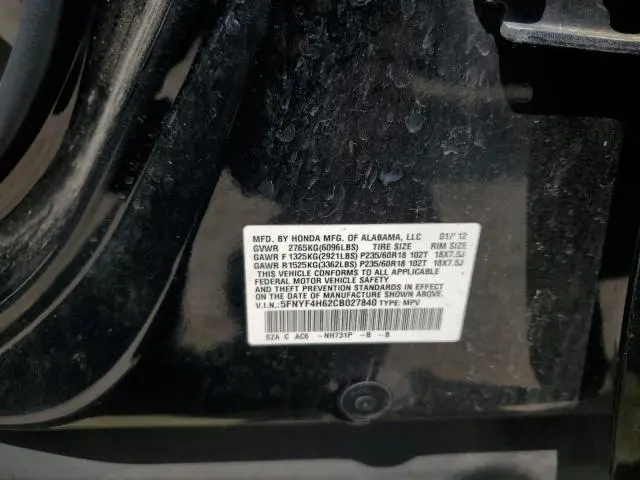 MFD. BY HONDA MFG. OF ALABAMA, LLC 01/'12
GVWR 2765KG(6096LBS) TIRE SIZE RIM SIZE
GAWR F 1325KG(2921LBS) P235/60R18 102T 18X7.5J
GAWR R1525KG(3362LBS) P235/60R18 102T 18X7.5J
THIS VEHICLE CONFORMS TO ALL APPLICABLE
FEDERAL MOTOR VEHICLE SAFETY
AND THEFT PREVENTION STANDARDS IN EFFECT
ON THE DATE OF MANUFACTURE SHOWN ABOVE.
V.I.N.:5FNYF4H62CB027840 TYPE: MPV
SZA C AC6 -NH731P -B -B